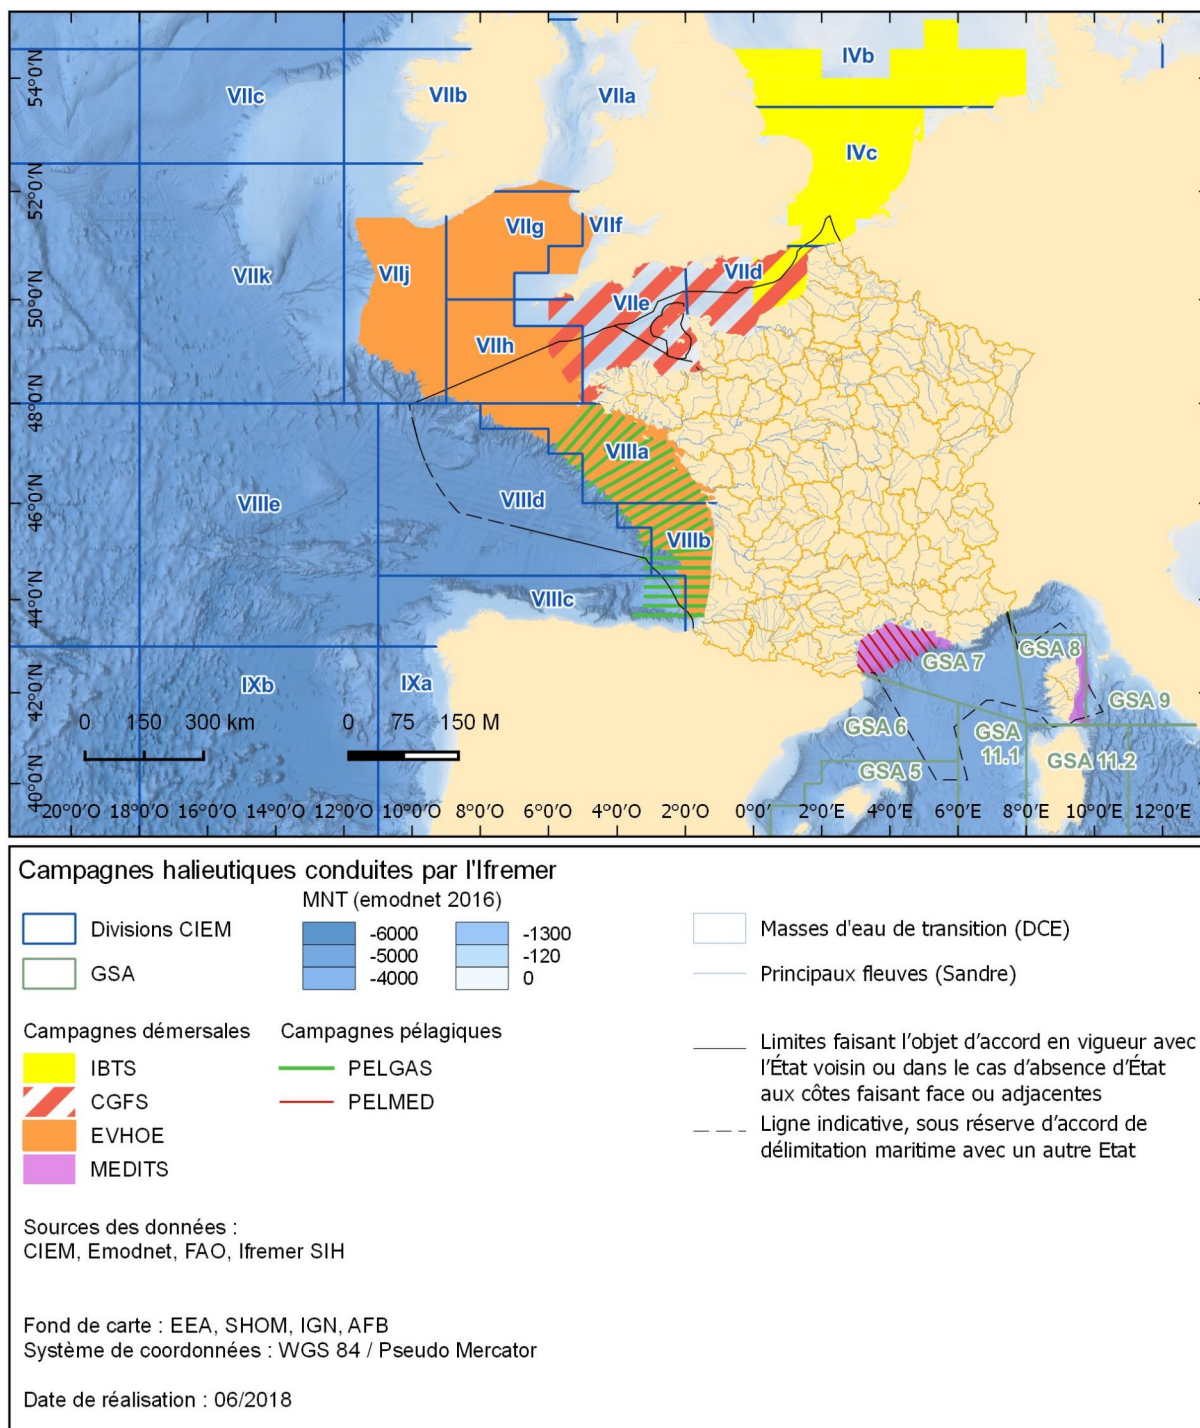 54°0'N
52°0'N
50°0'N
48°0'N
46°0'N
44°0'N
42°0'N
40°0'N
VIIc
VIIb
VIIa
IVb
IVc
VIIg
VIIf
VIIk
VIIj
VIId
VIIe
VIIh
VIIIa
VIIIe
VIIId
VIIIb
VIIIc
IXb
IXa
GSA 7
GSA 8
GSA 9
GSA 6
GSA
11.1
GSA 11.2
GSA 5
0 150 300 km
0 75 150 M
20°0'O 18°0'O 16°0'O 14°0'O 12°0'O 10°0'O 8°0'O 6°0'O 4°0'O 2°0'O 0°0' 2°0'E 4°0'E 6°0'E 8°0'E 10°0'E 12°0'E
Campagnes halieutiques conduites par l'Ifremer
Divisions CIEM
GSA
MNT (emodnet 2016)
-6000
-5000
-4000
-1300
-120
0
Masses d'eau de transition (DCE)
Principaux fleuves (Sandre)
Campagnes démersales
IBTS
CGFS
EVHOE
MEDITS
Campagnes pélagiques
PELGAS
PELMED
Limites faisant l'objet d'accord en vigueur avec
l'État voisin ou dans le cas d'absence d'État
aux côtes faisant face ou adjacentes
Ligne indicative, sous réserve d'accord de
délimitation maritime avec un autre Etat
Sources des données :
CIEM, Emodnet, FAO, Ifremer SIH
Fond de carte : EEA, SHOM, IGN, AFB
Système de coordonnées : WGS 84 / Pseudo Mercator
Date de réalisation : 06/2018